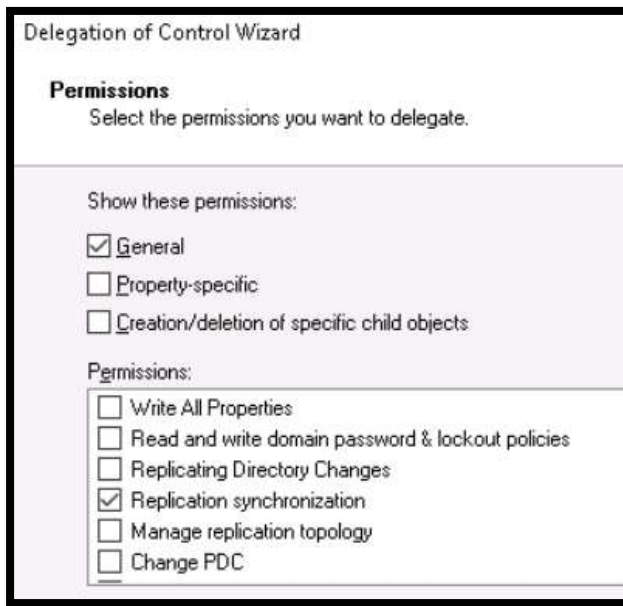 Delegation of Control Wizard
Permissions
Select the permissions you want to delegate.
Show these permissions:
General
Property-specific
Creation/deletion of specific child objects
Permissions:
Write All Properties
Read and write domain password & lockout policies
Replicating Directory Changes
Replication synchronization
Manage replication topology
Change PDC